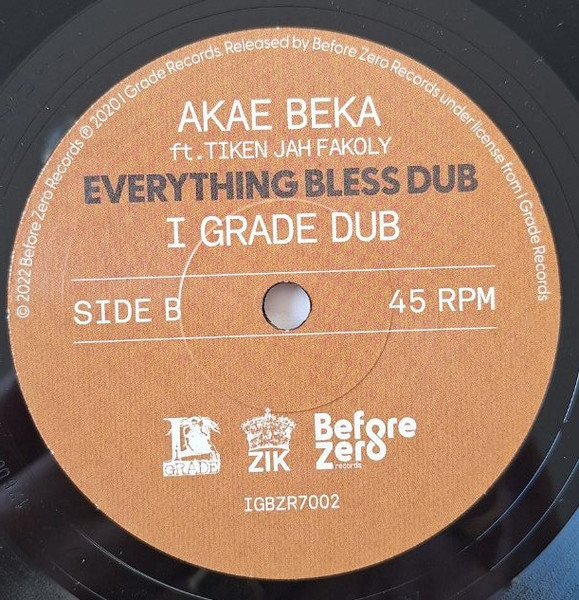 © 2022 Before Zero Records ℗ 2020 I Grade Records. Released by Before Zero Records under license from I Grade Records
AKAE BEKA
ft. TIKEN JAH FAKOLY
EVERYTHING BLESS DUB
I GRADE DUB
SIDE B 45 RPM
I GRADE
ZIK
Before
Zero
records
IGBZR7002